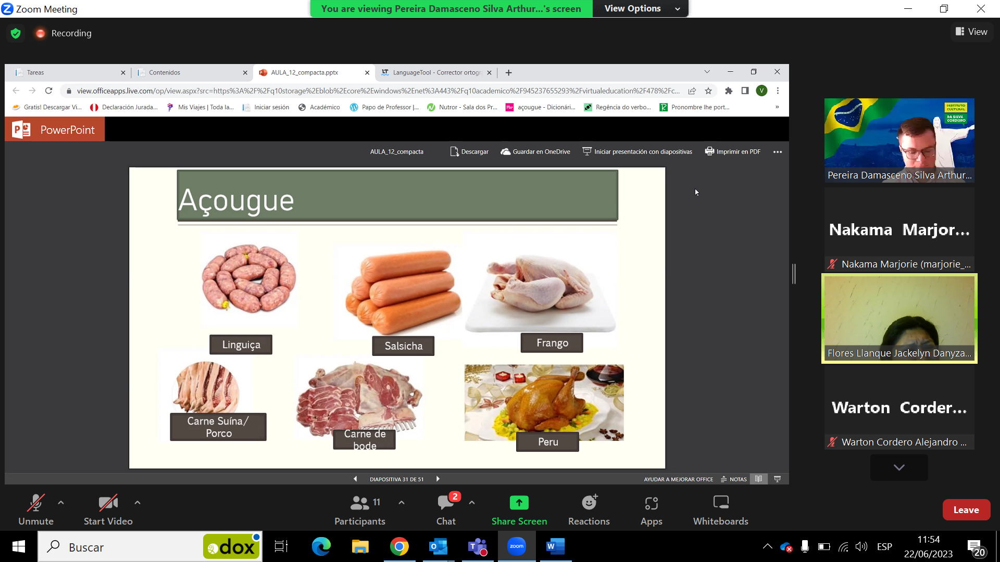 Zoom Meeting
You are viewing Pereira Damasceno Silva Arthur...'s screen
View Options
Recording
View
Tareas
Contenidos
AULA_12_compacta.pptx
LanguageTool - Corrector ortogr
view.officeapps.live.com/op/view.aspx?src=https%3A%2F%2Fq10storage%2Eblob%2Ecore%2Ewindows%2Enet%3A443%2Fq10academico%2F945237655293%2Fvirtualeducation%2F478%2Fc...
V
Gratis! Descargar Vi...
Declaración Jurada...
Mis Viajes | Toda la...
Iniciar sesión
Académico
Papo de Professor |...
Nutror - Sala dos Pr...
açougue - Dicionári...
Regência do verbo...
Pronombre lhe port...
»
PowerPoint
AULA_12_compacta
Descargar
Guardar en OneDrive
Iniciar presentación con diapositivas
Imprimir en PDF
Açougue
Linguiça
Salsicha
Frango
Carne Suína/
Porco
Carne de
bode
Peru
DIAPOSITIVA 31 DE 51
AYUDAR A MEJORAR OFFICE
NOTAS
INSTITUTO
CULTURAL
DA SILVA
CORDEIRO
Pereira Damasceno Silva Arthur...
Nakama Marjor...
Nakama Marjorie (marjorie_...
Flores Llanque Jackelyn Danyza...
Warton Corder...
Warton Cordero Alejandro ...
Unmute
Start Video
11
Participants
2
Chat
Share Screen
Reactions
Apps
Whiteboards
Leave
Buscar
dox
zoom
ESP
11:54
22/06/2023
20